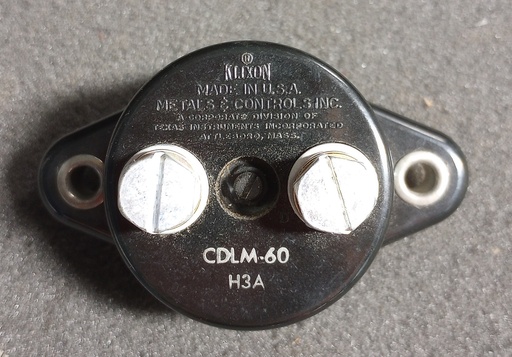 KLIXON
MADE IN U.S.A.
METALS & CONTROLS INC.
A CORPORATE DIVISION OF
TEXAS INSTRUMENTS INCORPORATED
ATTLEBORO, MASS.
CDLM-60
H3A